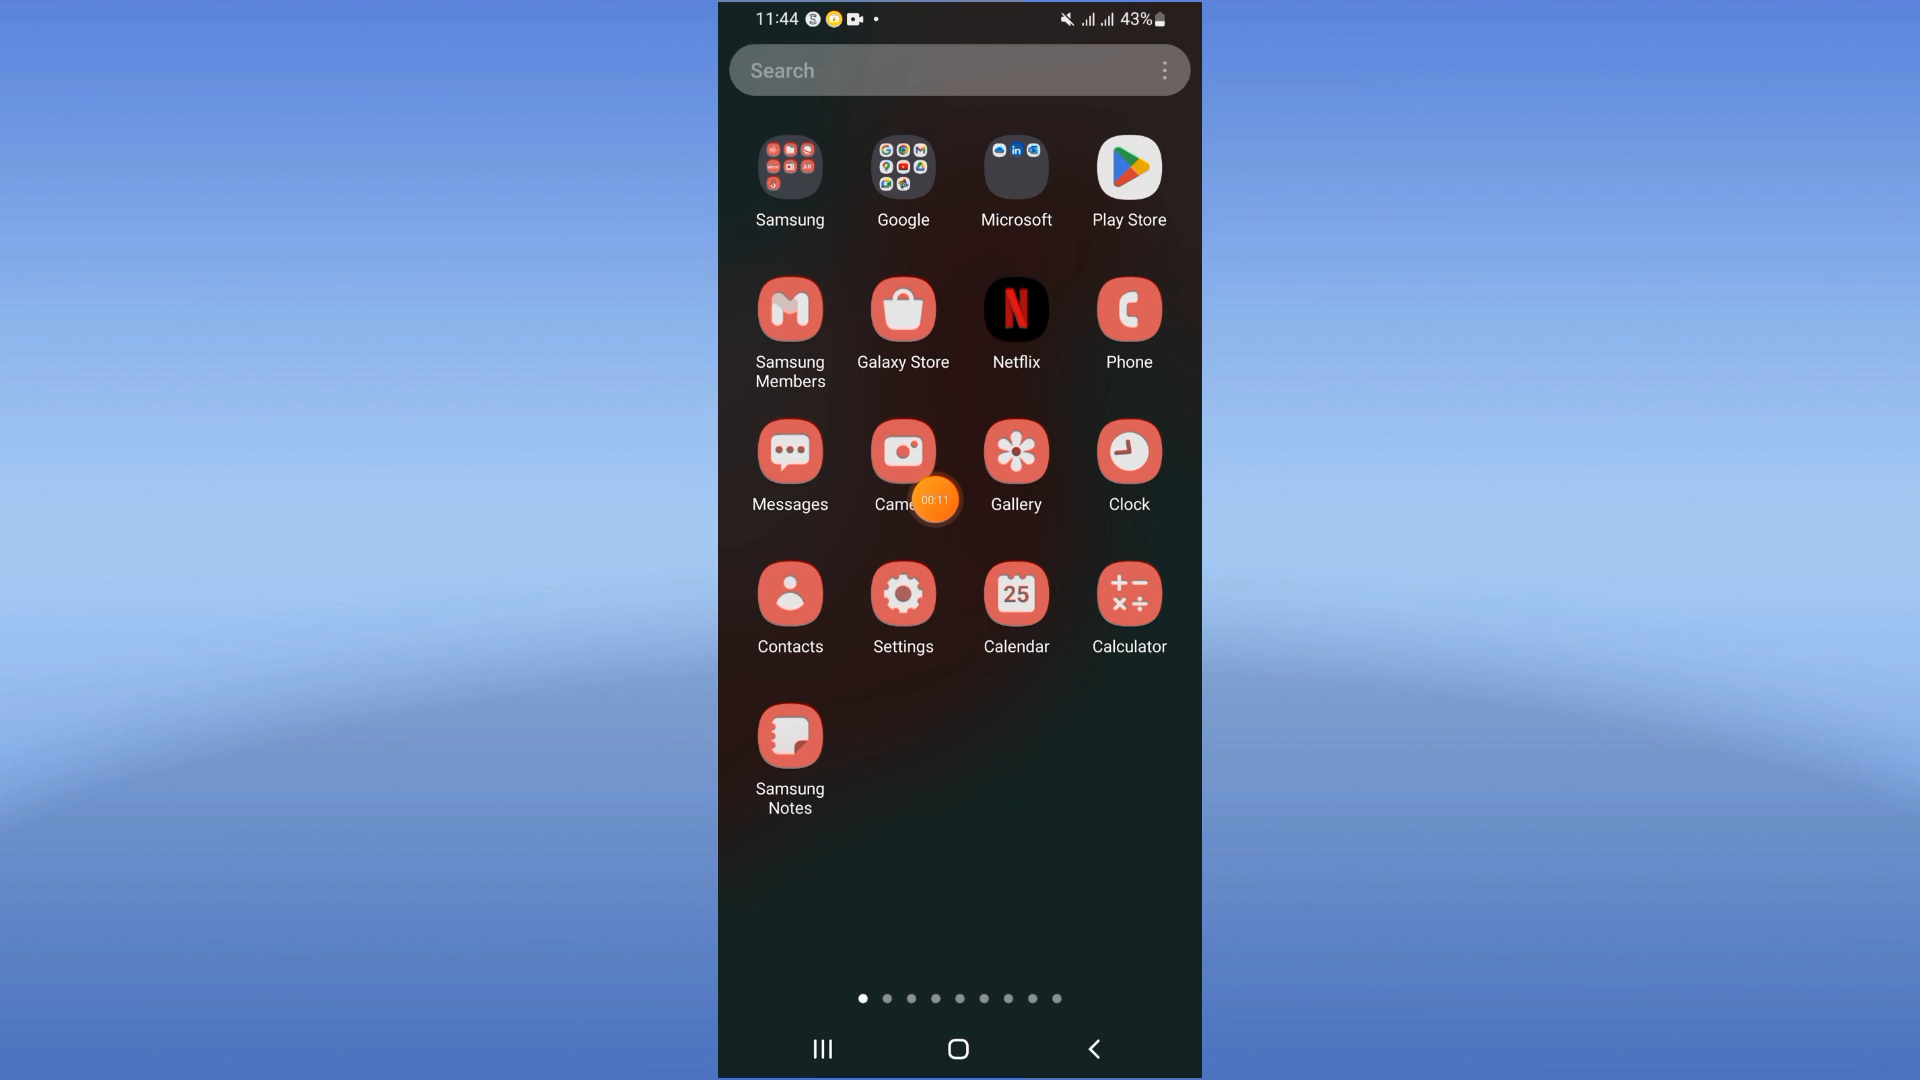 11:44
43%
Search
Samsung Google Microsoft Play Store
Samsung Members Galaxy Store Netflix Phone
Messages Came 00:11 Gallery Clock
25
Contacts Settings Calendar Calculator
Samsung Notes